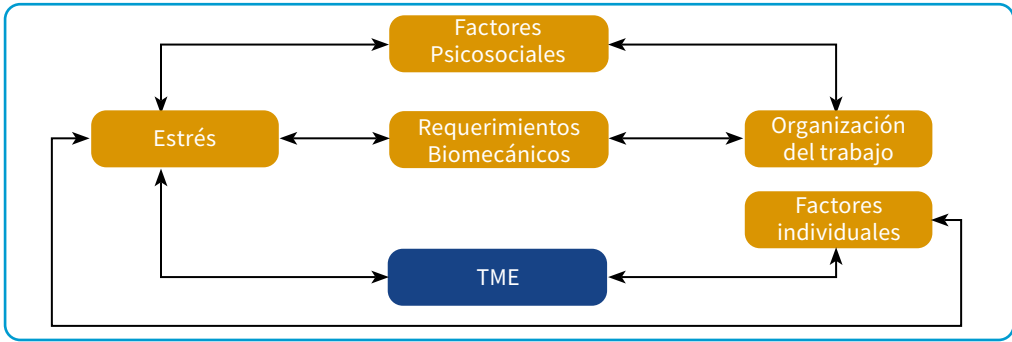 Factores
Psicosociales
Estrés
Requerimientos
Biomecánicos
Organización
del trabajo
Factores
individuales
TME